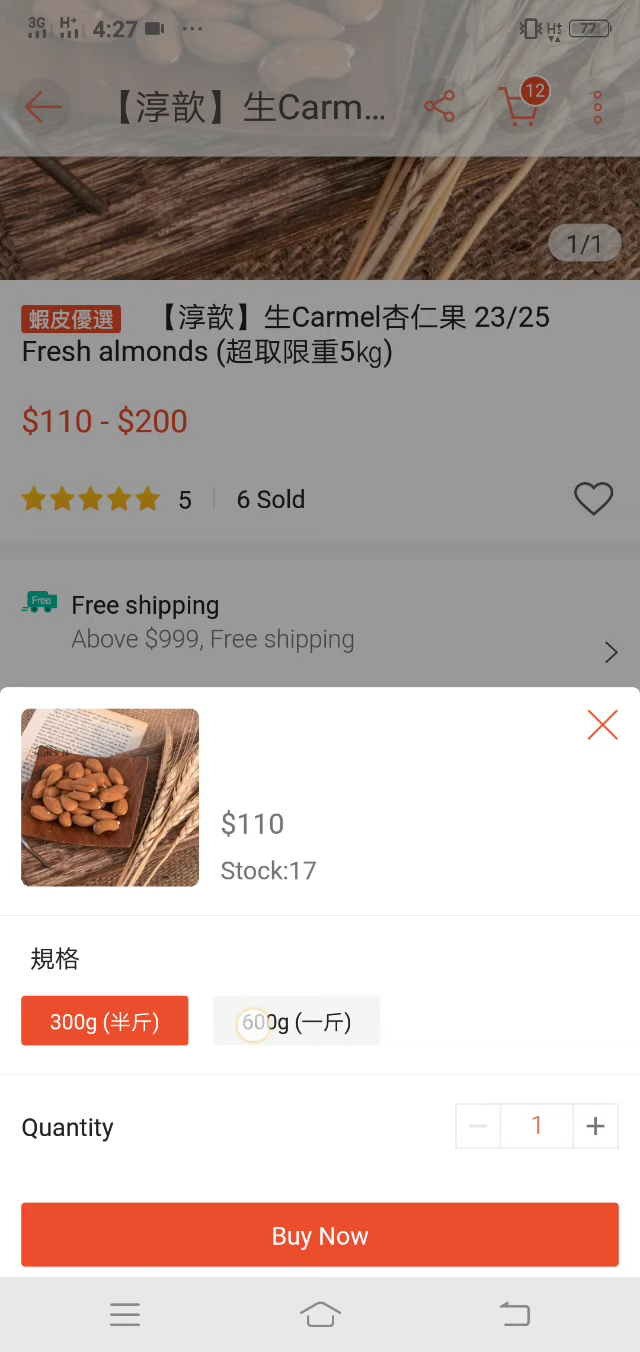 3G H+ 4:27 ... H‡ 77
【淳歆】生Carm... 12
1/1
蝦皮優選 【淳歆】生Carmel杏仁果 23/25
Fresh almonds (超取限重5㎏)
$110 - $200
5 6 Sold
Free Free shipping
Above $999, Free shipping
$110
Stock:17
規格
300g (半斤) 600g (一斤)
Quantity 1
Buy Now